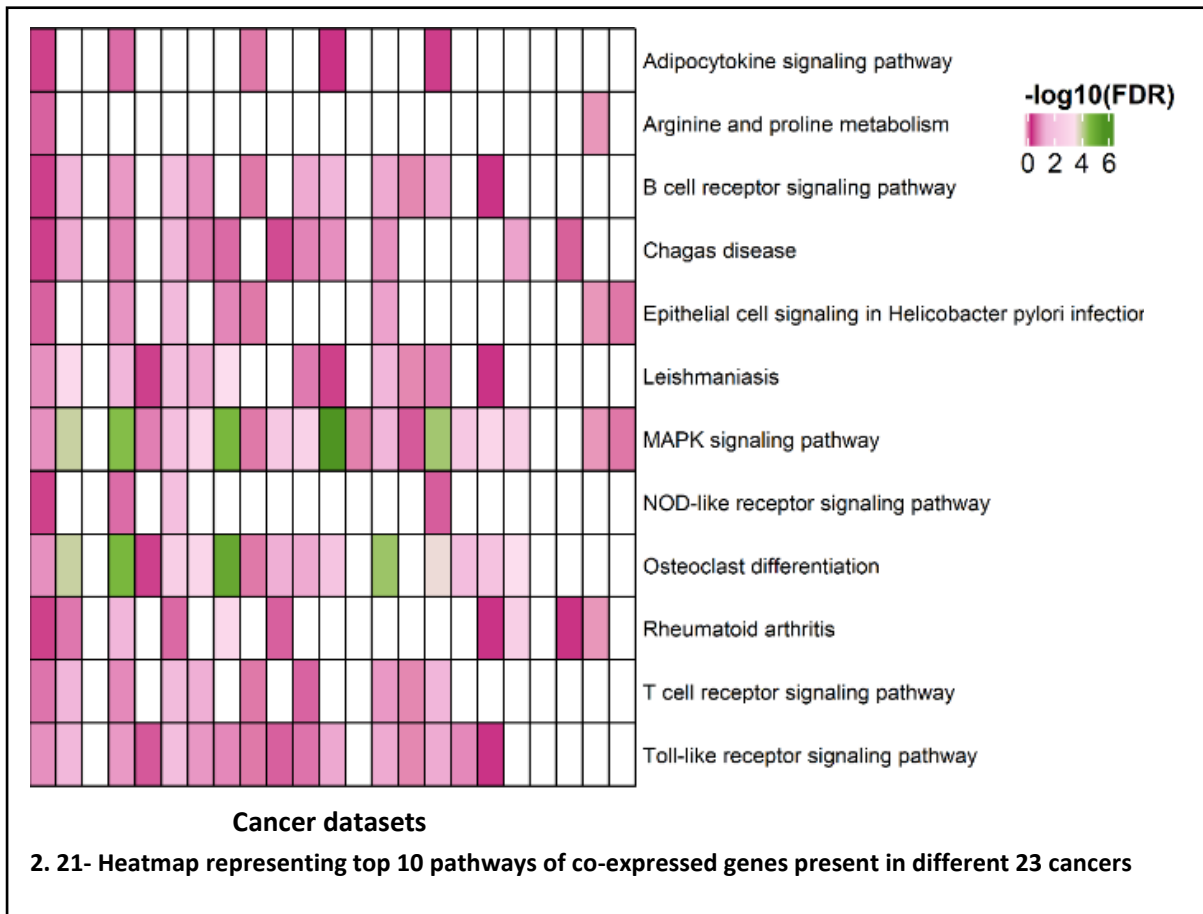 Adipocytokine signaling pathway
-log10(FDR)
0 2 4 6
Arginine and proline metabolism
B cell receptor signaling pathway
Chagas disease
Epithelial cell signaling in Helicobacter pylori infection
Leishmaniasis
MAPK signaling pathway
NOD-like receptor signaling pathway
Osteoclast differentiation
Rheumatoid arthritis
T cell receptor signaling pathway
Toll-like receptor signaling pathway
Cancer datasets
2. 21- Heatmap representing top 10 pathways of co-expressed genes present in different 23 cancers